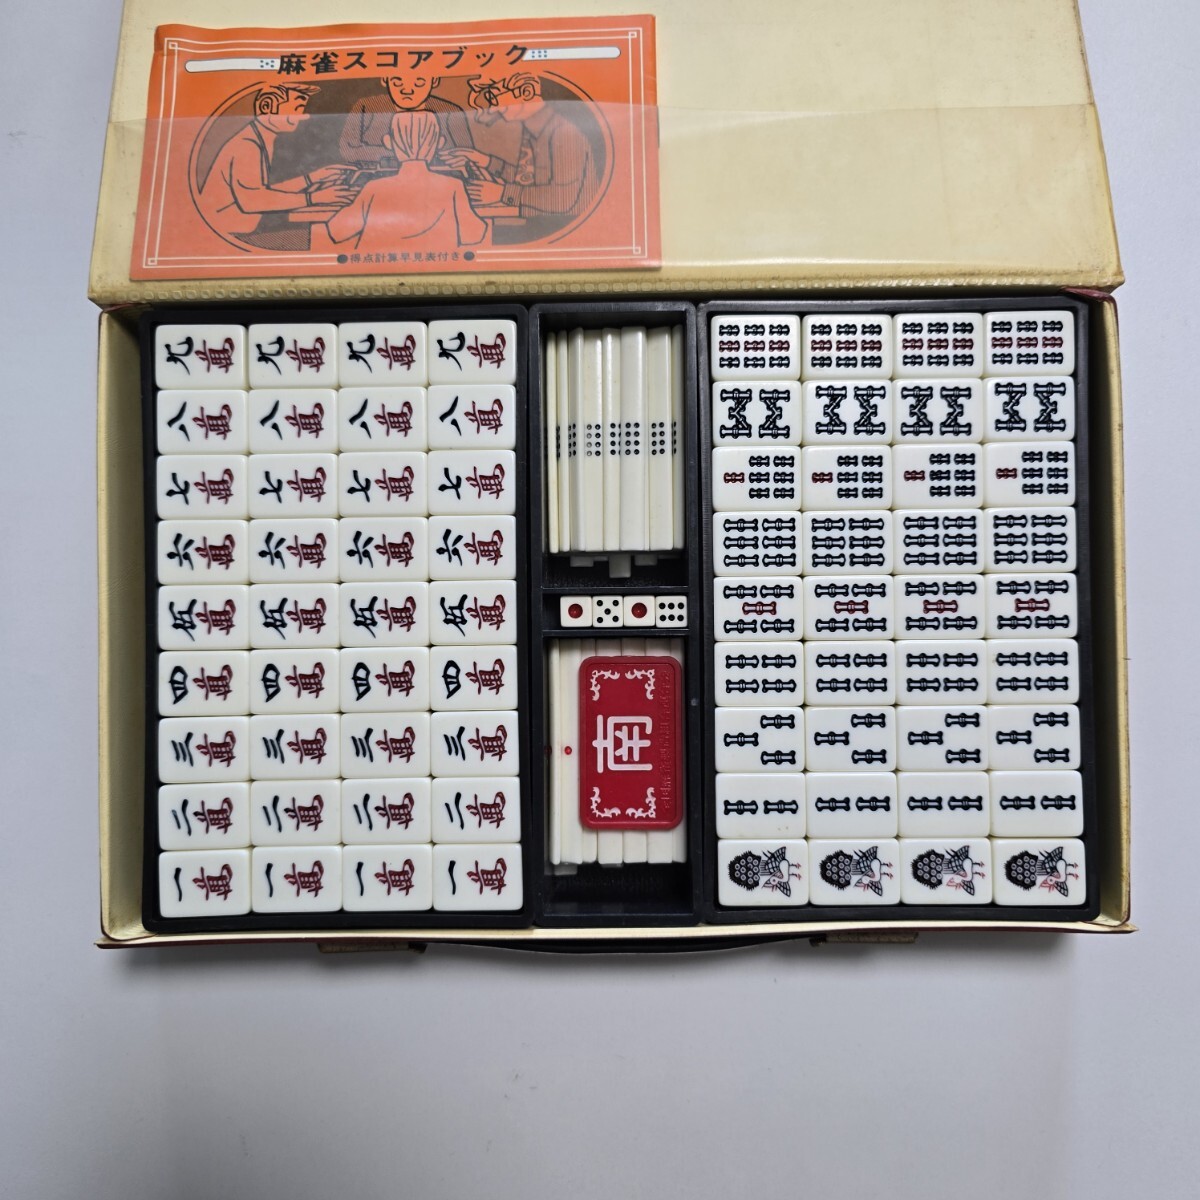 麻雀スコアブック
●得点計算早見表付き●
九萬 九萬 九萬 九萬
八萬 八萬 八萬 八萬
七萬 七萬 七萬 七萬
六萬 六萬 六萬 六萬
伍萬 伍萬 伍萬 伍萬
四萬 四萬 四萬 四萬
三萬 三萬 三萬 三萬
二萬 二萬 二萬 二萬
一萬 一萬 一萬 一萬
南